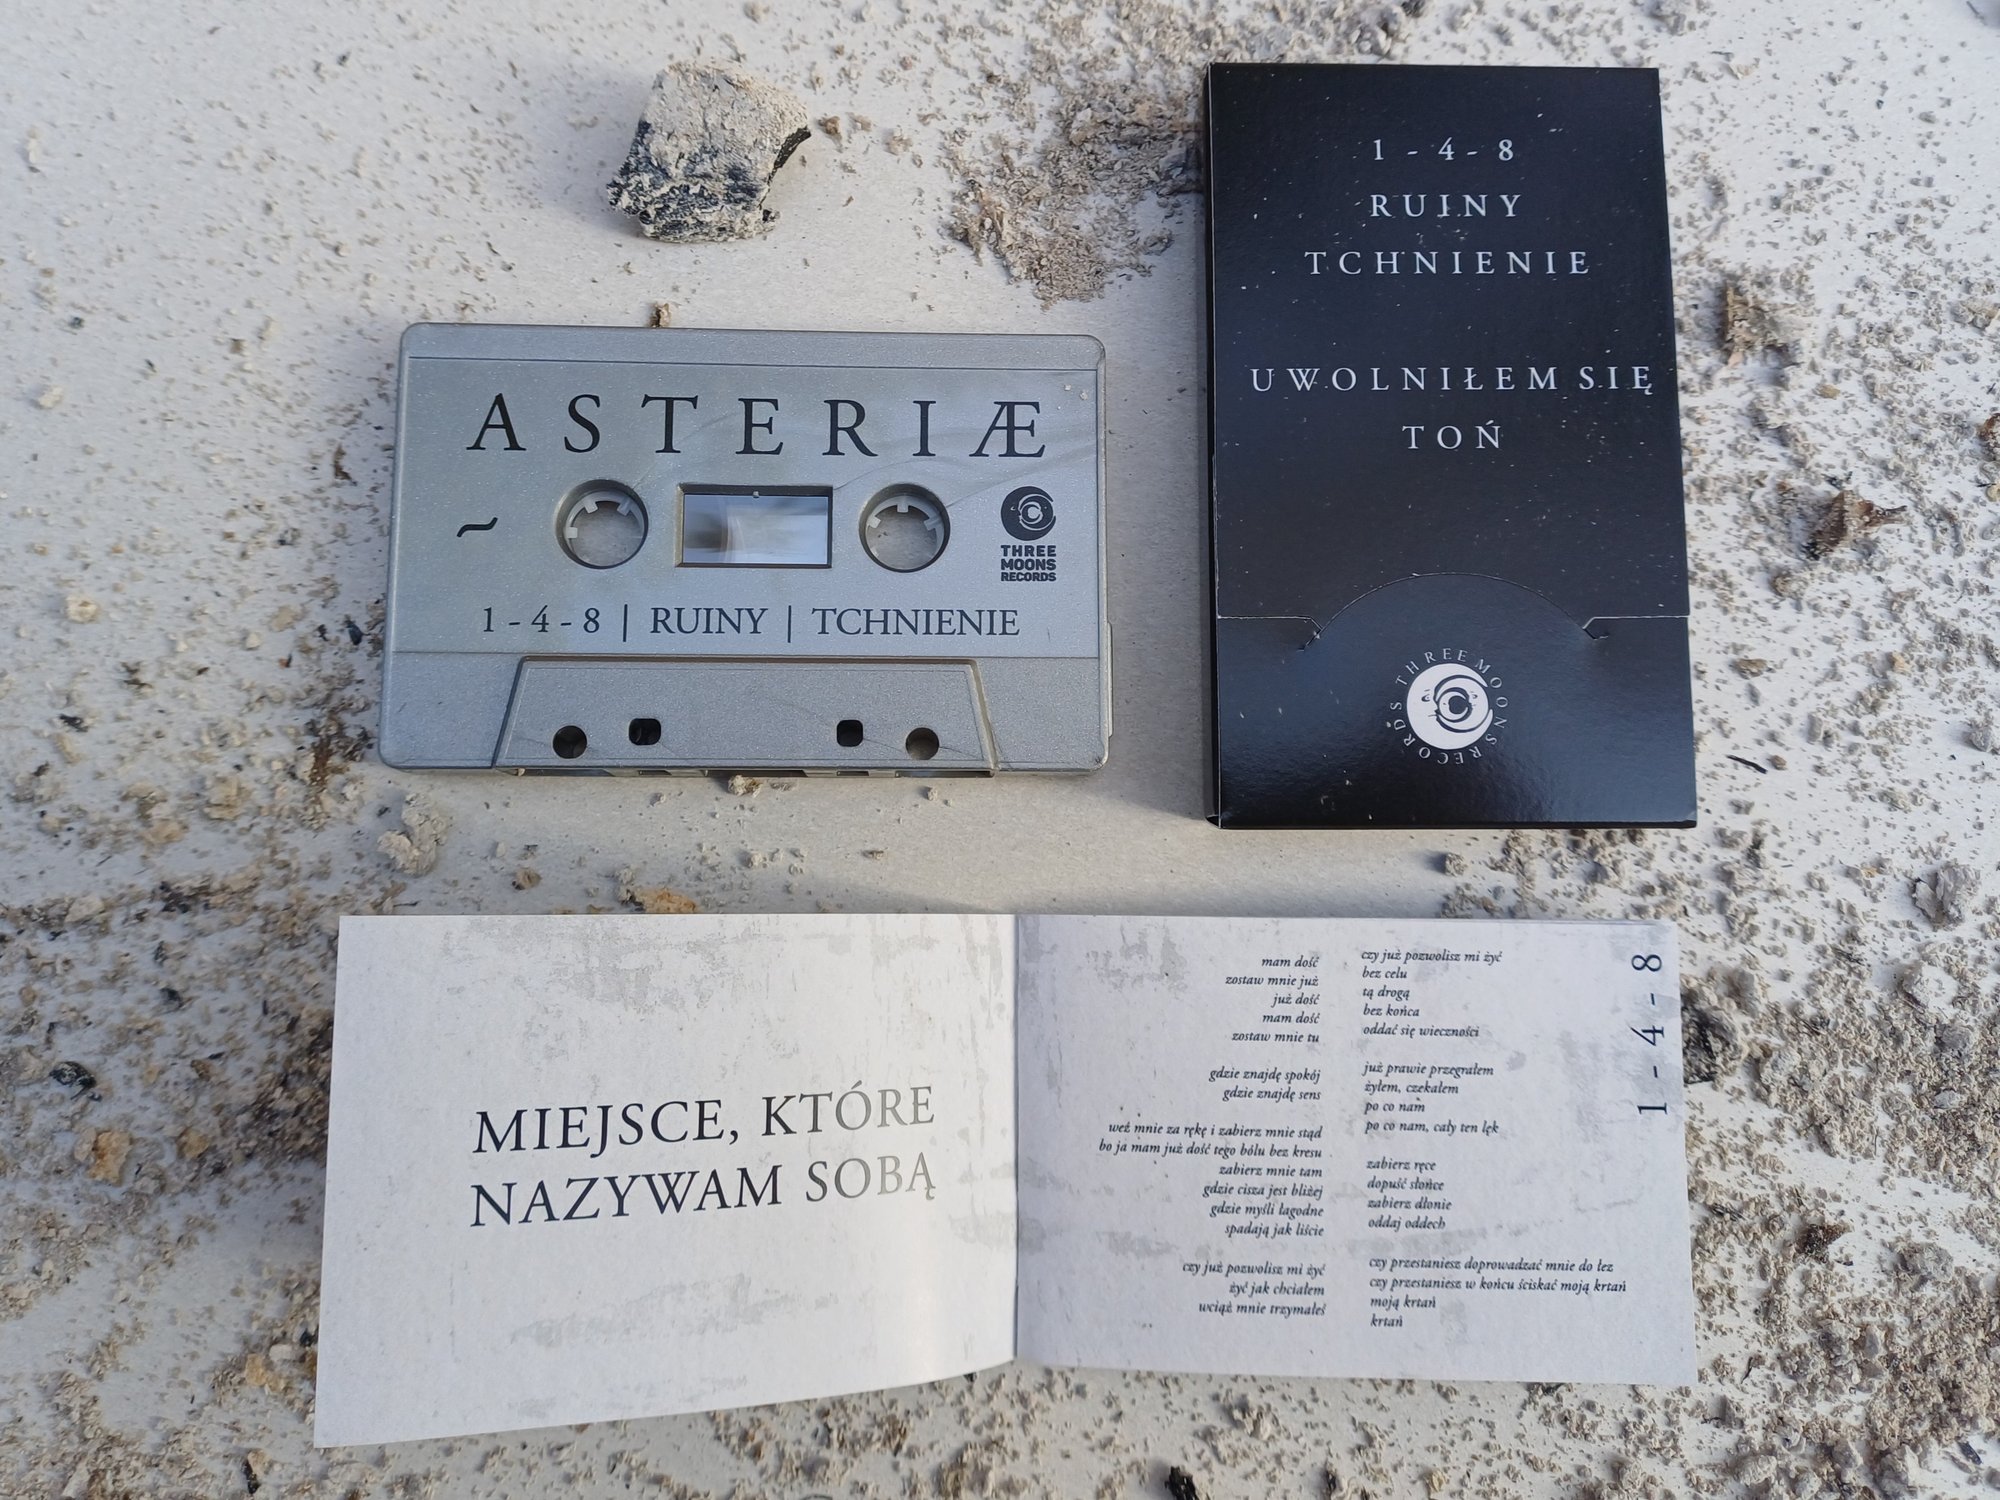 ASTERIÆ
~
THREE
MOONS
RECORDS
1-4-8 | RUINY | TCHNIENIE
1-4-8
RUINY
TCHNIENIE
UWOLNIŁEM SIĘ
TOŃ
THREE MOONS RECORDS
MIEJSCE, KTÓRE
NAZYWAM SOBĄ
mam dość
zostaw mnie już
już dość
mam dość
zostaw mnie tu
gdzie znajdę spokój
gdzie znajdę sens
weź mnie za rękę i zabierz mnie stąd
bo ja mam już dość tego bólu bez kresu
zabierz mnie tam
gdzie cisza jest bliżej
gdzie myśli łagodne
spadają jak liście
czy już pozwolisz mi żyć
żyć jak chciałem
wciąż mnie trzymałeś
czy już pozwolisz mi żyć
bez celu
tą drogą
bez końca
oddać się wieczności
już prawie przegrałem
żyłem, czekałem
po co nam
po co nam, cały ten lęk
zabierz ręce
dopuść słońce
zabierz dłonie
oddaj oddech
czy przestaniesz doprowadzać mnie do łez
czy przestaniesz w końcu ściskać moją krtań
moją krtań
krtań
1-4-8